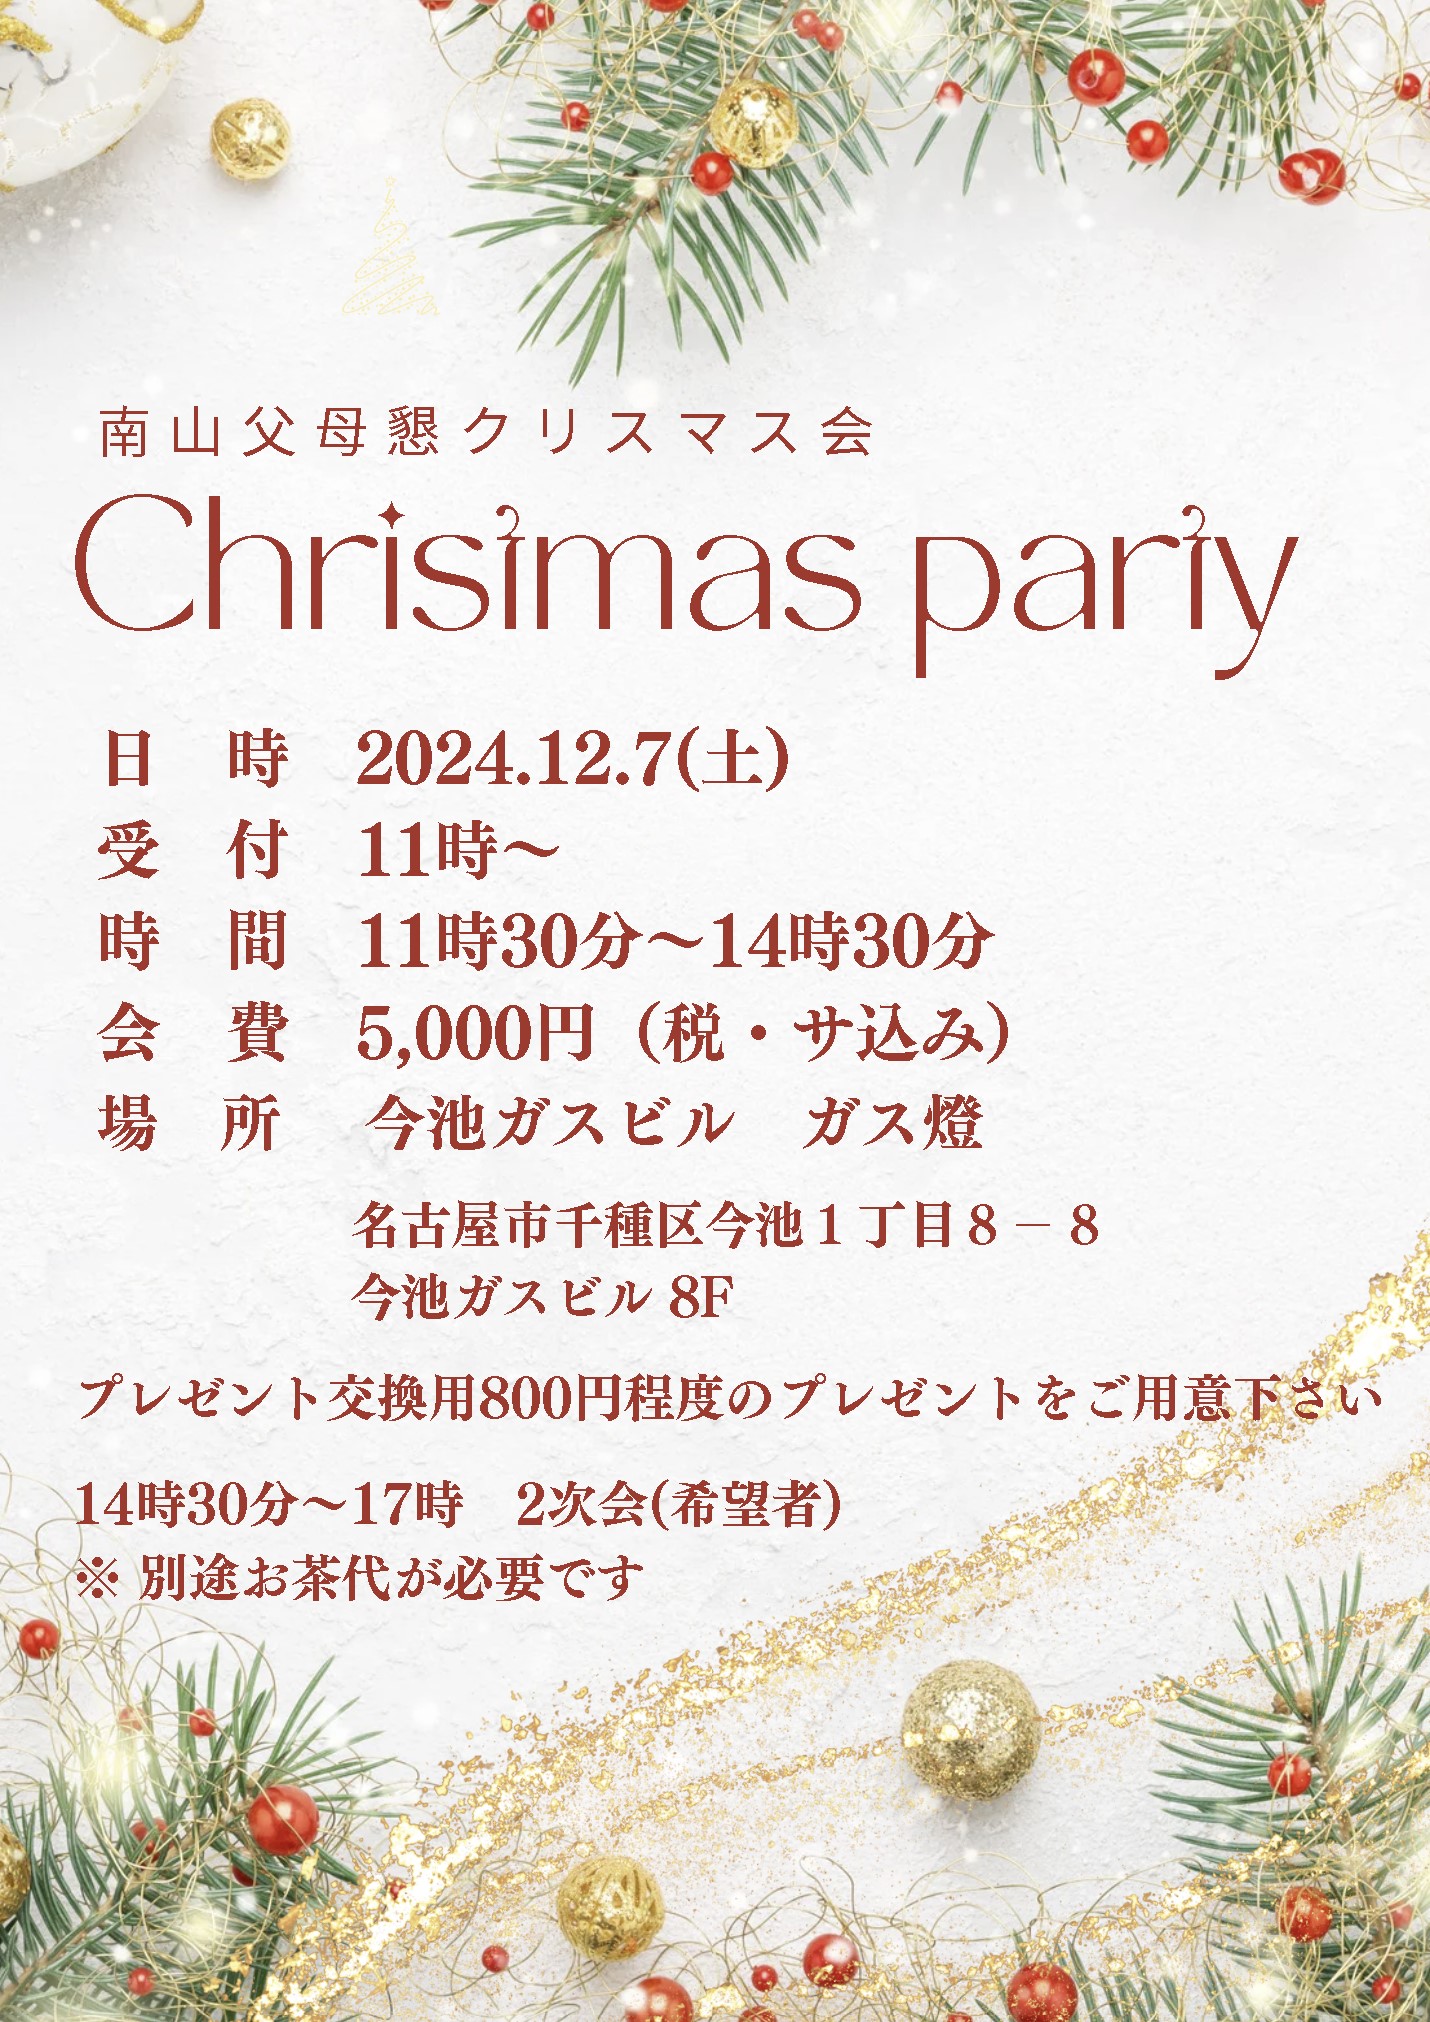 南山父母懇クリスマス会
Christmas party
日　時　2024.12.7(土)
受　付　11時〜
時　間　11時30分〜14時30分
会　費　5,000円（税・サ込み）
場　所　今池ガスビル　ガス燈
名古屋市千種区今池１丁目８－８
今池ガスビル 8F
プレゼント交換用800円程度のプレゼントをご用意下さい
14時30分〜17時　2次会(希望者)
※ 別途お茶代が必要です